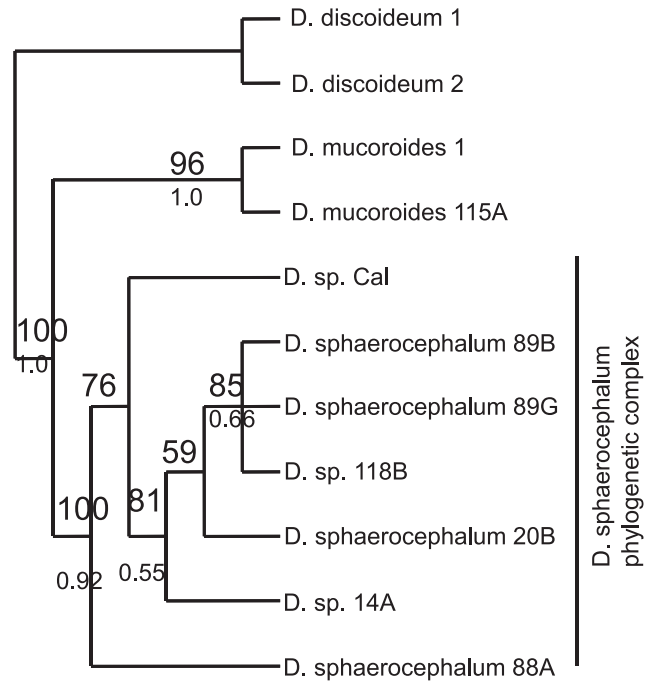 D. discoideum 1
D. discoideum 2
96
D. mucoroides 1
1.0
D. mucoroides 115A
D. sp. Cal
100
1.0
D. sphaerocephalum 89B
76
85
0.66
D. sphaerocephalum 89G
59
D. sp. 118B
81
100
D. sphaerocephalum 20B
0.55
0.92
D. sp. 14A
D. sphaerocephalum 88A
D. sphaerocephalum
phylogenetic complex